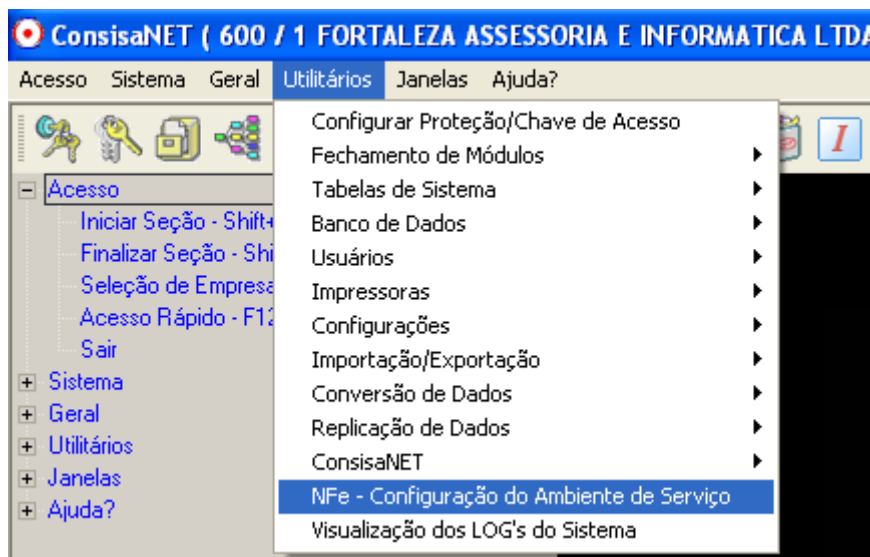 ConsisaNET ( 600 / 1 FORTALEZA ASSESSORIA E INFORMATICA LTDA
Acesso Sistema Geral Utilitários Janelas Ajuda?
I
Configurar Proteção/Chave de Acesso
Fechamento de Módulos
Tabelas de Sistema
Banco de Dados
Usuários
Impressoras
Configurações
Importação/Exportação
Conversão de Dados
Replicação de Dados
ConsisaNET
NFe - Configuração do Ambiente de Serviço
Visualização dos LOG's do Sistema
Acesso
Iniciar Seção - Shift+
Finalizar Seção - Shi
Seleção de Empresa
Acesso Rápido - F12
Sair
Sistema
Geral
Utilitários
Janelas
Ajuda?